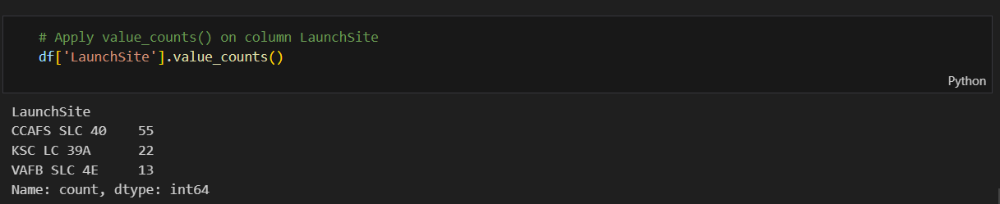 # Apply value_counts() on column LaunchSite
df['LaunchSite'].value_counts()
Python
LaunchSite
CCAFS SLC 40    55
KSC LC 39A      22
VAFB SLC 4E     13
Name: count, dtype: int64